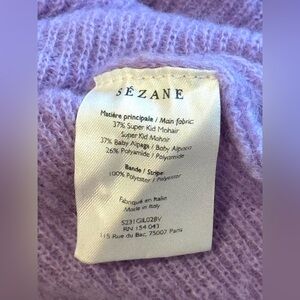 SÉZANE
Matière principale / Main fabric:
37% Super Kid Mohair
Super Kid Mohair
37% Baby Alpaga / Baby Alpaca
26% Polyamide / Polyamide
Bande / Stripe
100% Polyester / Polyester
Fabriqué en Italie
Made in Italy
RN 154 043
115 Rue du Bac, 75007 Paris